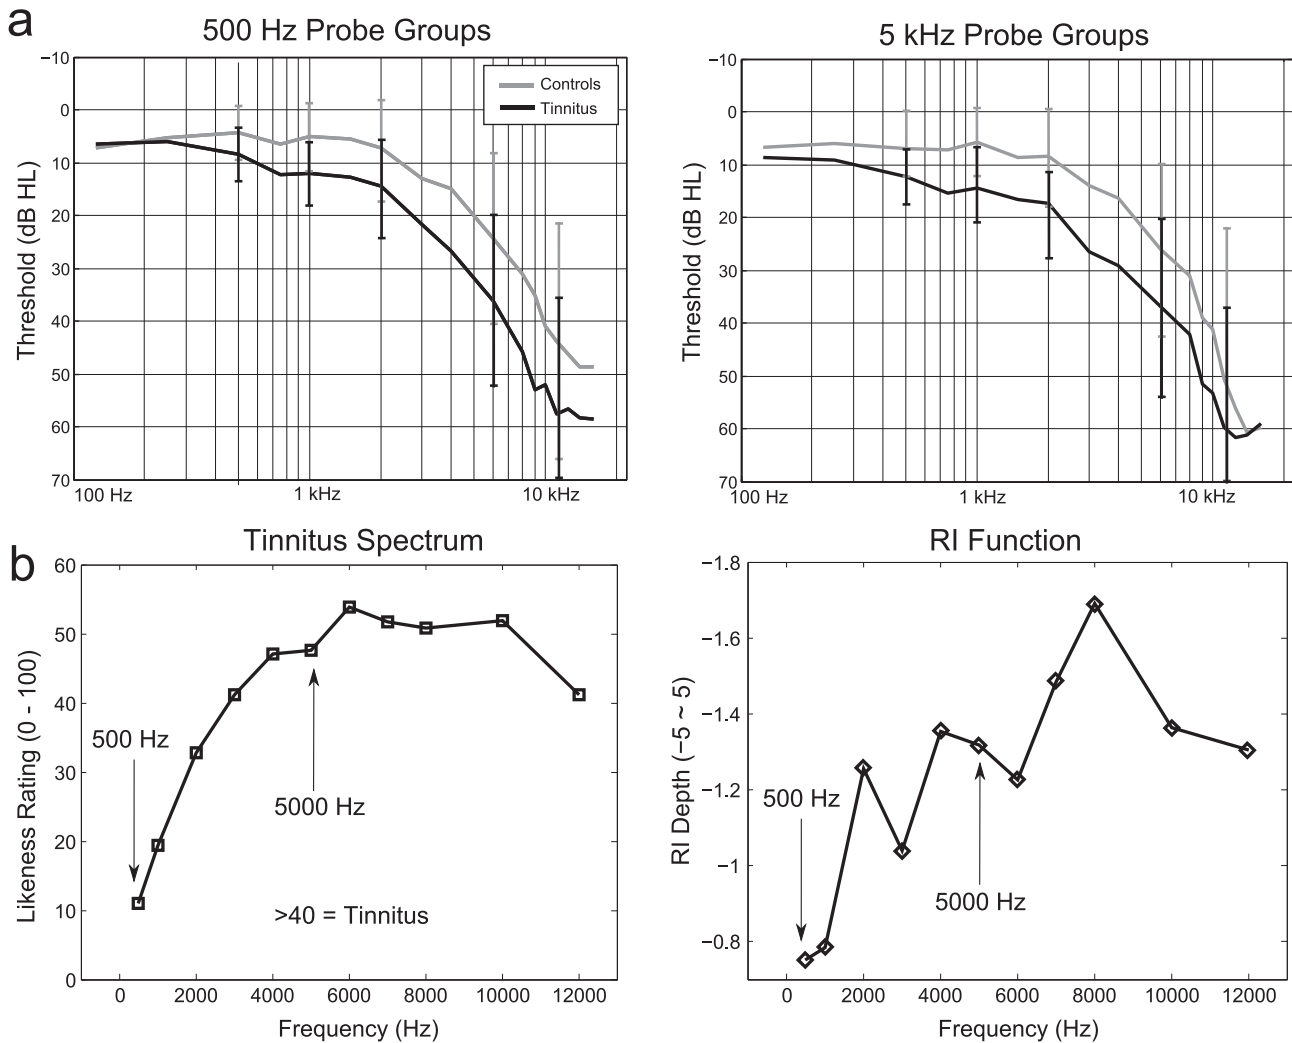 a
500 Hz Probe Groups
−10
0
10
20
30
40
50
60
70
Threshold (dB HL)
100 Hz
1 kHz
10 kHz
Controls
Tinnitus
5 kHz Probe Groups
−10
0
10
20
30
40
50
60
70
Threshold (dB HL)
100 Hz
1 kHz
10 kHz
b
Tinnitus Spectrum
60
50
40
30
20
10
0
Likeness Rating (0 - 100)
500 Hz
5000 Hz
>40 = Tinnitus
0
2000
4000
6000
8000
10000
12000
Frequency (Hz)
RI Function
−1.8
−1.6
−1.4
−1.2
−1
−0.8
RI Depth (−5 ~ 5)
500 Hz
5000 Hz
0
2000
4000
6000
8000
10000
12000
Frequency (Hz)